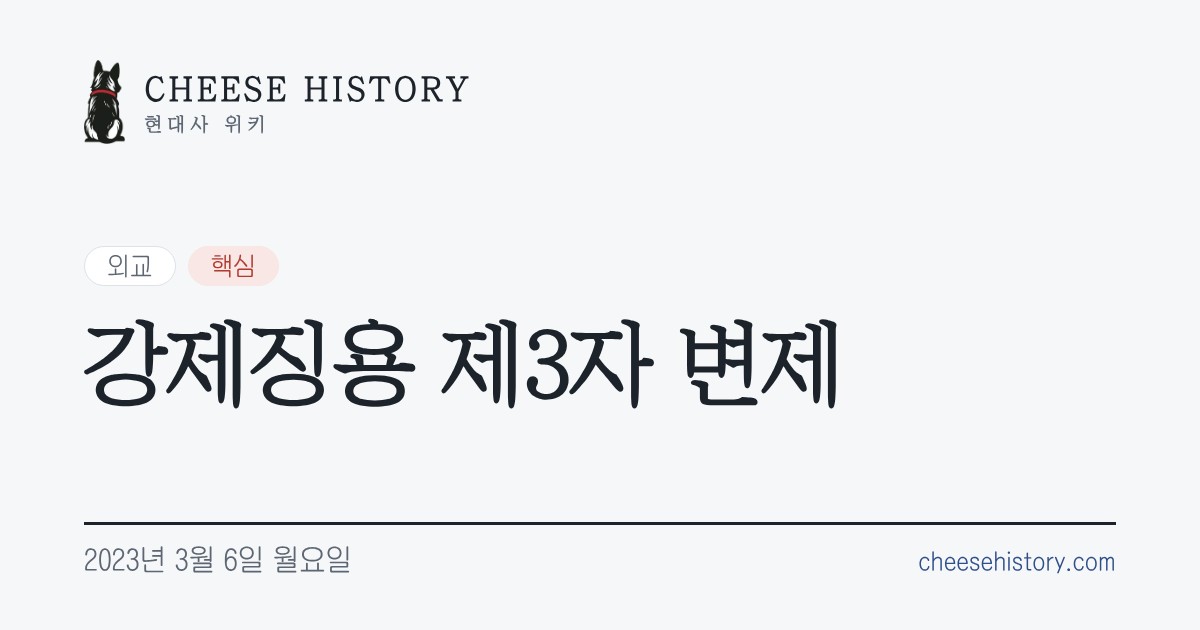 CHEESE HISTORY
현대사 위키
외교 핵심
강제징용 제3자 변제
2023년 3월 6일 월요일
cheesehistory.com